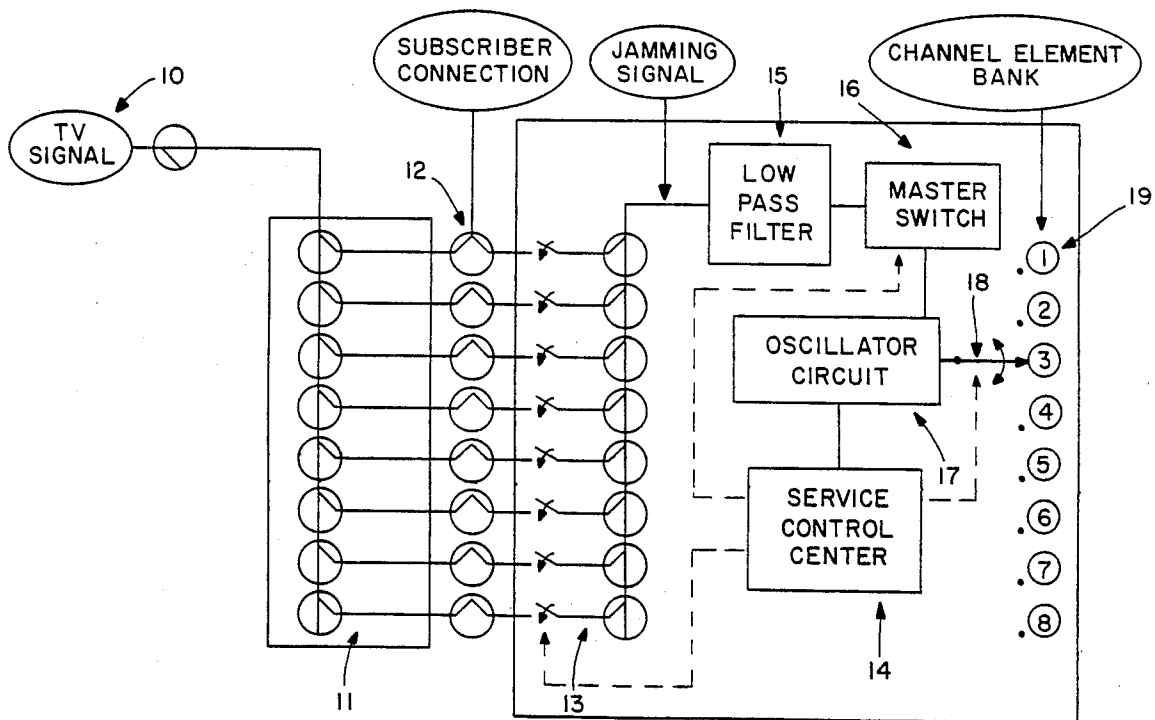 SUBSCRIBER
CONNECTION
JAMMING
SIGNAL
CHANNEL ELEMENT
BANK
10
15
16
TV
SIGNAL
12
LOW
PASS
FILTER
MASTER
SWITCH
19
1
18
2
OSCILLATOR
CIRCUIT
3
4
17
5
SERVICE
CONTROL
CENTER
6
7
8
11
13
14